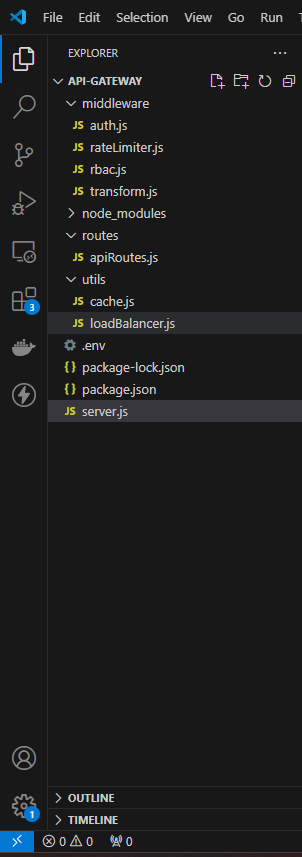 File Edit Selection View Go Run
EXPLORER ...
API-GATEWAY
middleware
JS auth.js
JS rateLimiter.js
JS rbac.js
JS transform.js
node_modules
routes
JS apiRoutes.js
utils
JS cache.js
JS loadBalancer.js
.env
{} package-lock.json
{} package.json
JS server.js
3
1
OUTLINE
TIMELINE
0 0 0